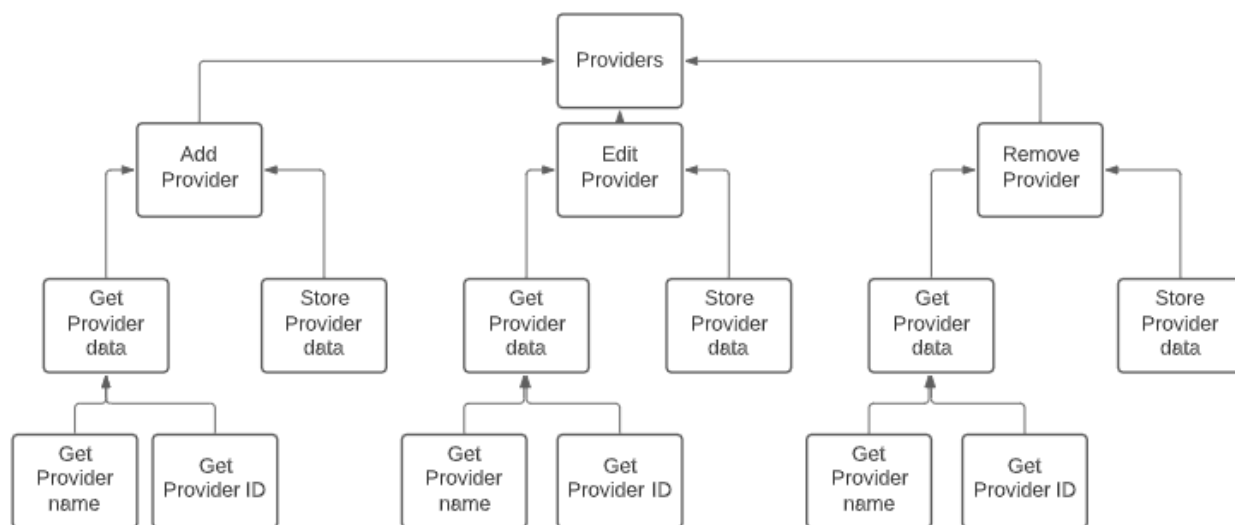 Providers
Add
Provider
Edit
Provider
Remove
Provider
Get
Provider
data
Store
Provider
data
Get
Provider
data
Store
Provider
data
Get
Provider
data
Store
Provider
data
Get
Provider
name
Get
Provider ID
Get
Provider
name
Get
Provider ID
Get
Provider
name
Get
Provider ID